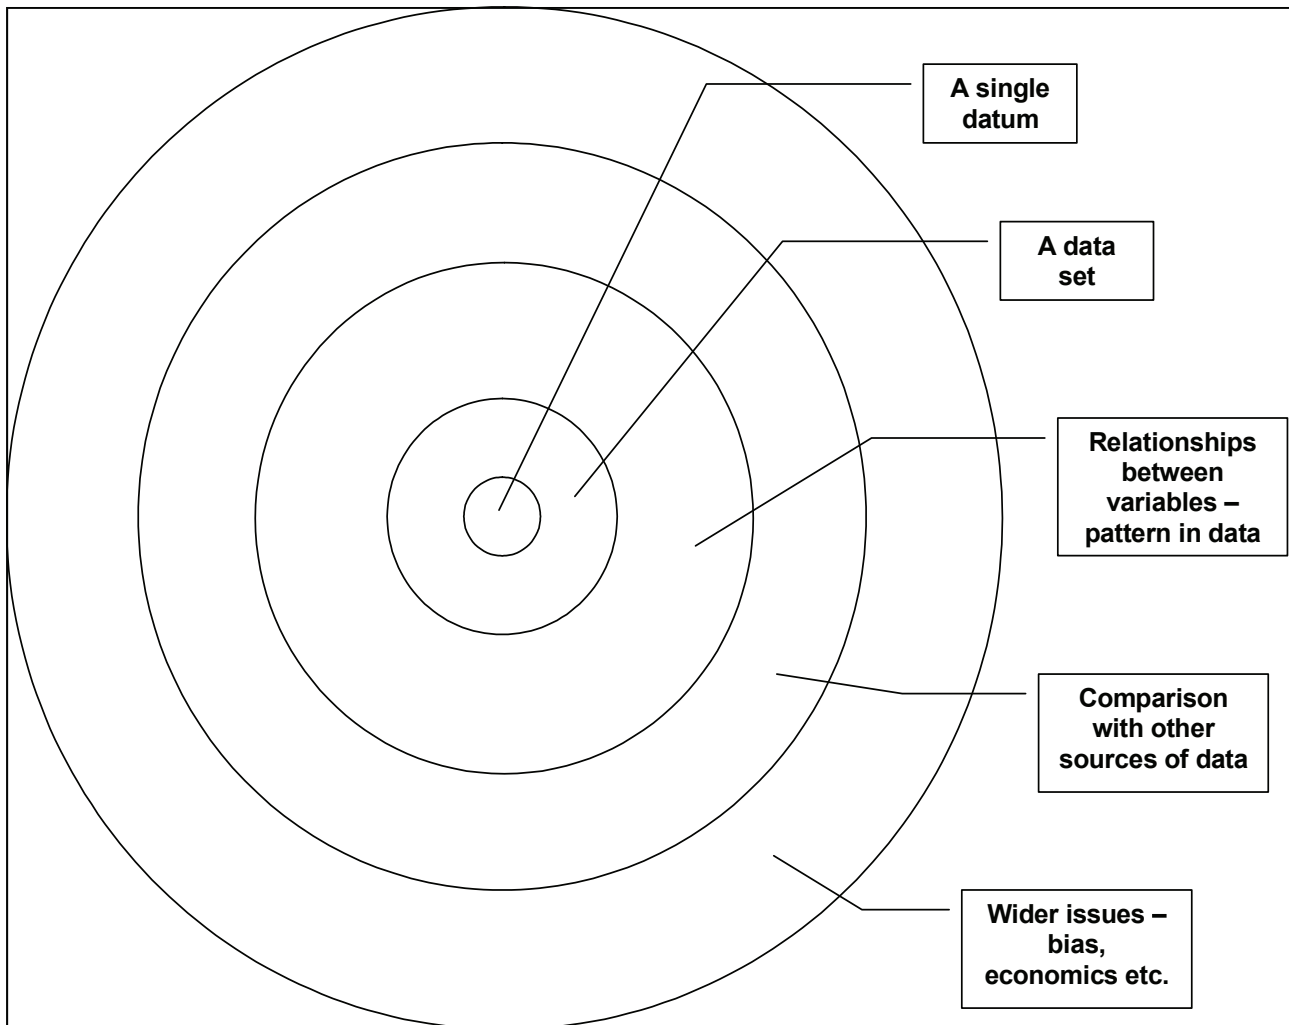 A single
datum
A data
set
Relationships
between
variables –
pattern in data
Comparison
with other
sources of data
Wider issues –
bias,
economics etc.